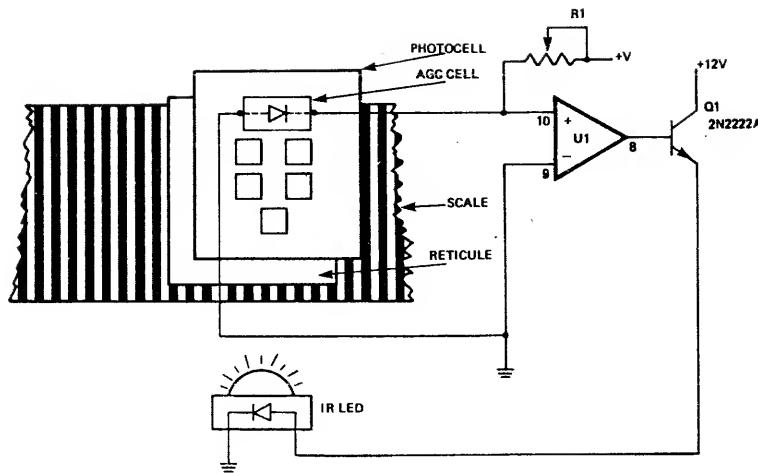 R1
PHOTOCELL
+V
AGC CELL
+12V
Q1
2N2222A
10
+
U1
8
−
9
SCALE
RETICULE
IR LED